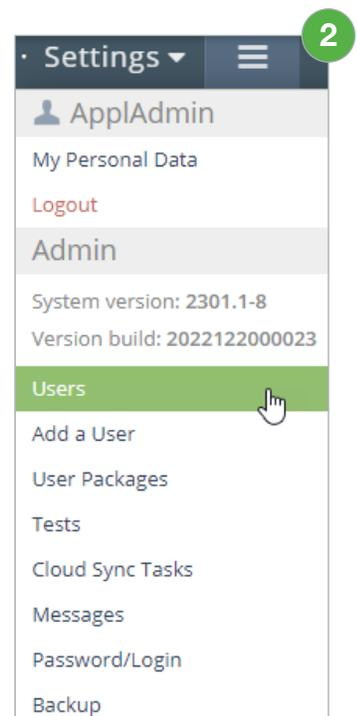 2
· Settings
ApplAdmin
My Personal Data
Logout
Admin
System version: 2301.1-8
Version build: 2022122000023
Users
Add a User
User Packages
Tests
Cloud Sync Tasks
Messages
Password/Login
Backup